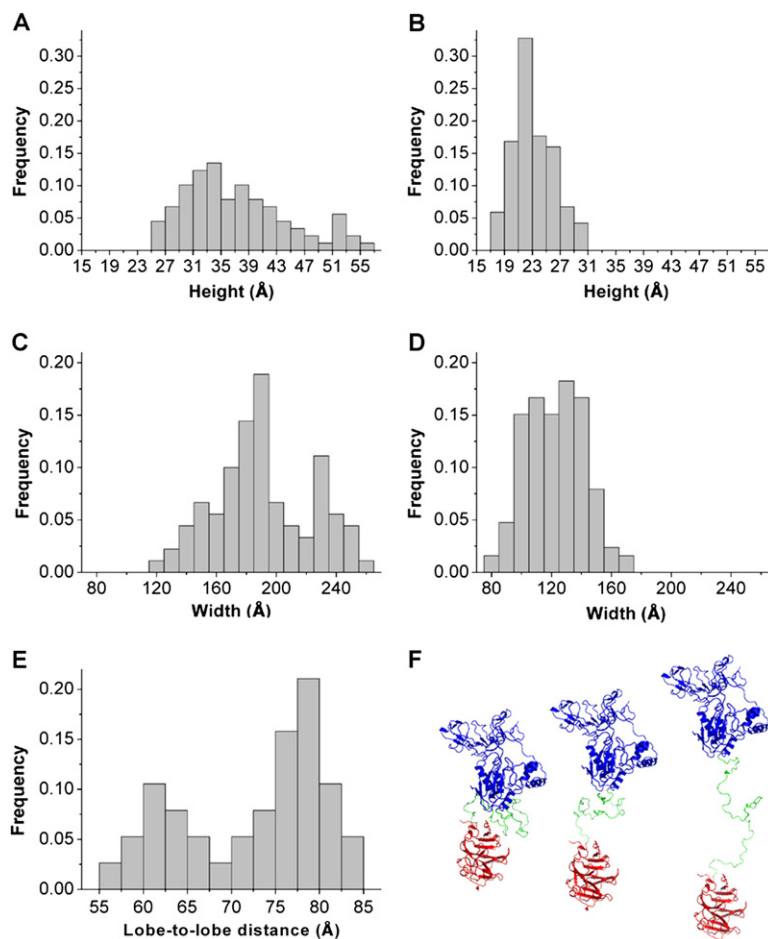 A
B
0.30
0.25
0.20
0.15
0.10
0.05
0.00
Frequency
15 19 23 27 31 35 39 43 47 51 55
Height (Å)
0.30
0.25
0.20
0.15
0.10
0.05
0.00
Frequency
15 19 23 27 31 35 39 43 47 51 55
Height (Å)
C
D
0.20
0.15
0.10
0.05
0.00
Frequency
80 120 160 200 240
Width (Å)
0.20
0.15
0.10
0.05
0.00
Frequency
80 120 160 200 240
Width (Å)
E
F
0.20
0.15
0.10
0.05
0.00
Frequency
55 60 65 70 75 80 85
Lobe-to-lobe distance (Å)